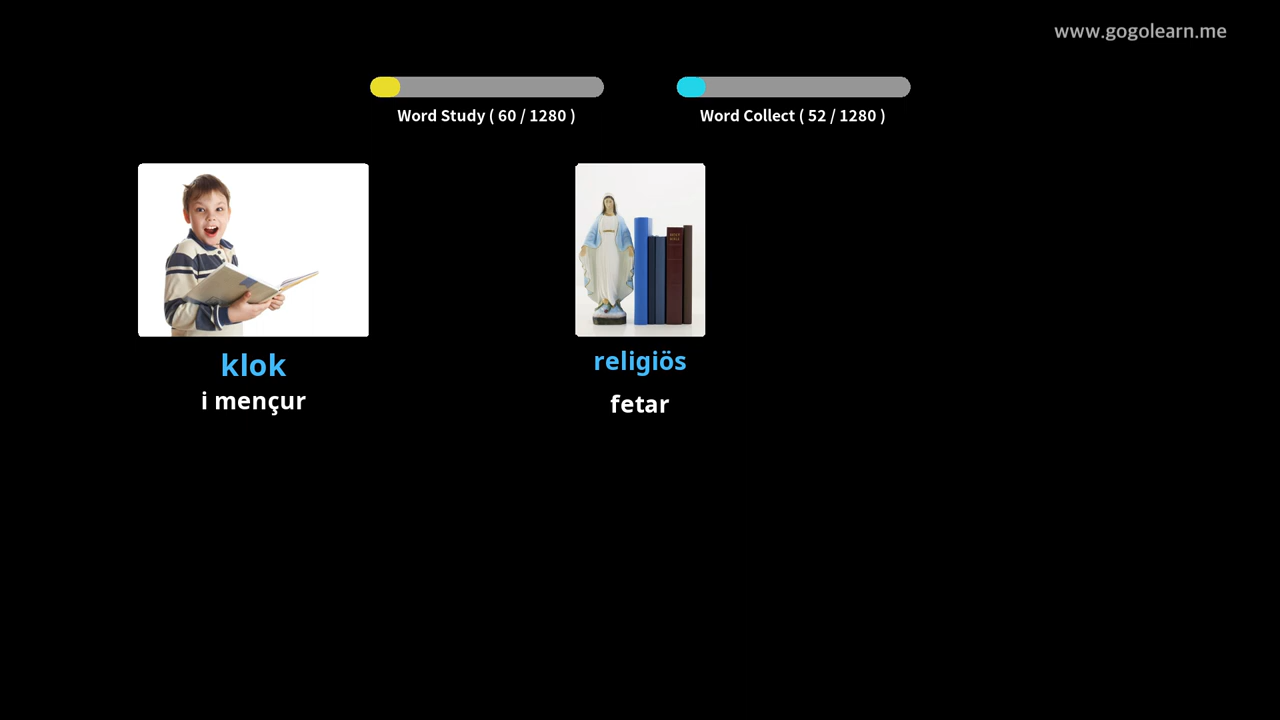 www.gogolearn.me
Word Study ( 60 / 1280 )
Word Collect ( 52 / 1280 )
klok
i mençur
religiös
fetar